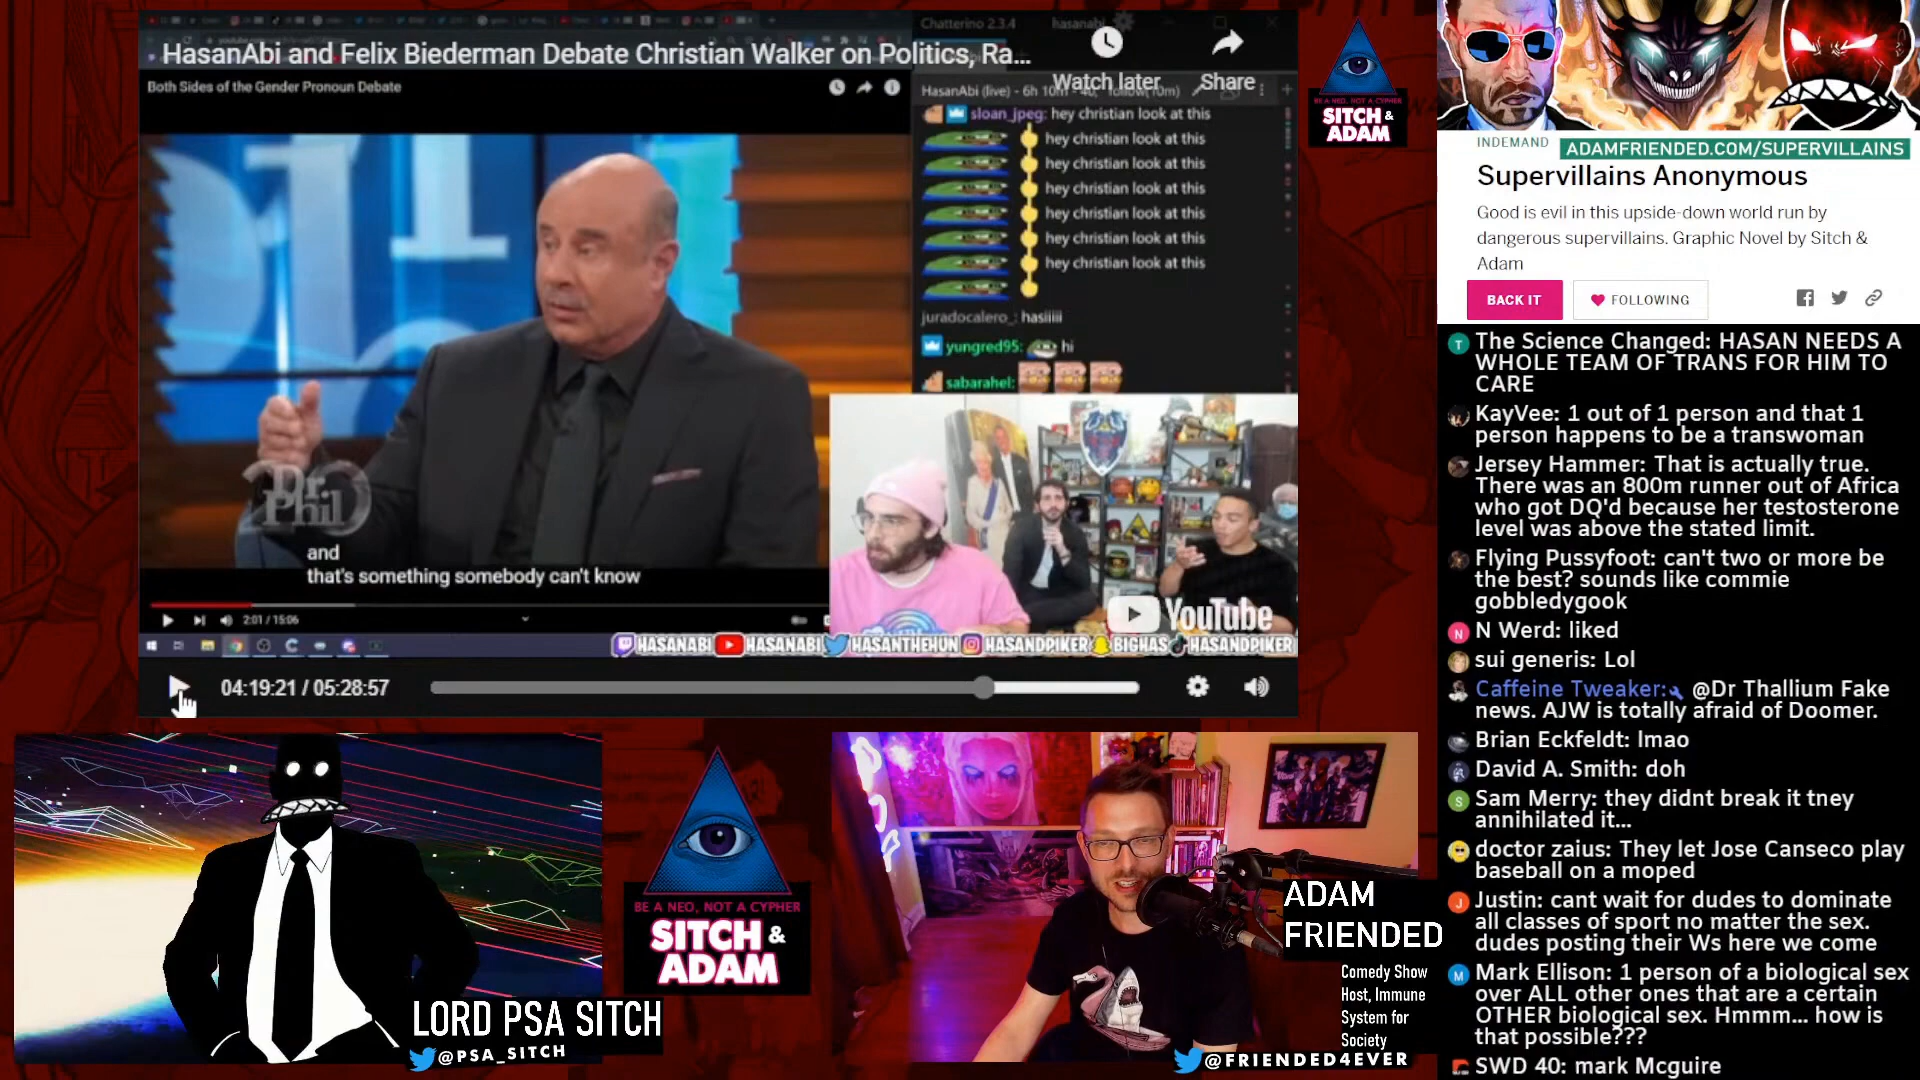 HasanAbi and Felix Biederman Debate Christian Walker on Politics, Ra...
Watch later
Share
Both Sides of the Gender Pronoun Debate
Chatterino 2.3.4
hasanabi
HasanAbi (live) - 6h 10m
sloan_jpeg: hey christian look at this
hey christian look at this
hey christian look at this
hey christian look at this
hey christian look at this
hey christian look at this
hey christian look at this
juradocalero_: hasiiiii
yungred95: hi
sabarahel:
Dr. Phil
and
that's something somebody can't know
2:01 / 15:06
YouTube
HASANABI
HASANABI
HASANTHEHUN
HASANDPIKER
BIGHAS
HASANDPIKER
04:19:21 / 05:28:57
BE A NEO, NOT A CYPHER
SITCH &
ADAM
INDEMAND
ADAMFRIENDED.COM/SUPERVILLAINS
Supervillains Anonymous
Good is evil in this upside-down world run by
dangerous supervillains. Graphic Novel by Sitch &
Adam
BACK IT
FOLLOWING
The Science Changed: HASAN NEEDS A
WHOLE TEAM OF TRANS FOR HIM TO
CARE
KayVee: 1 out of 1 person and that 1
person happens to be a transwoman
Jersey Hammer: That is actually true.
There was an 800m runner out of Africa
who got DQ'd because her testosterone
level was above the stated limit.
Flying Pussyfoot: can't two or more be
the best? sounds like commie
gobbledygook
N Werd: liked
sui generis: Lol
Caffeine Tweaker: @Dr Thallium Fake
news. AJW is totally afraid of Doomer.
Brian Eckfeldt: lmao
David A. Smith: doh
Sam Merry: they didnt break it tney
annihilated it...
doctor zaius: They let Jose Canseco play
baseball on a moped
Justin: cant wait for dudes to dominate
all classes of sport no matter the sex.
dudes posting their Ws here we come
Mark Ellison: 1 person of a biological sex
over ALL other ones that are a certain
OTHER biological sex. Hmmm... how is
that possible???
SWD 40: mark Mcguire
LORD PSA SITCH
@PSA_SITCH
BE A NEO, NOT A CYPHER
SITCH &
ADAM
ADAM
FRIENDED
Comedy Show
Host, Immune
System for
Society
@FRIENDED4EVER